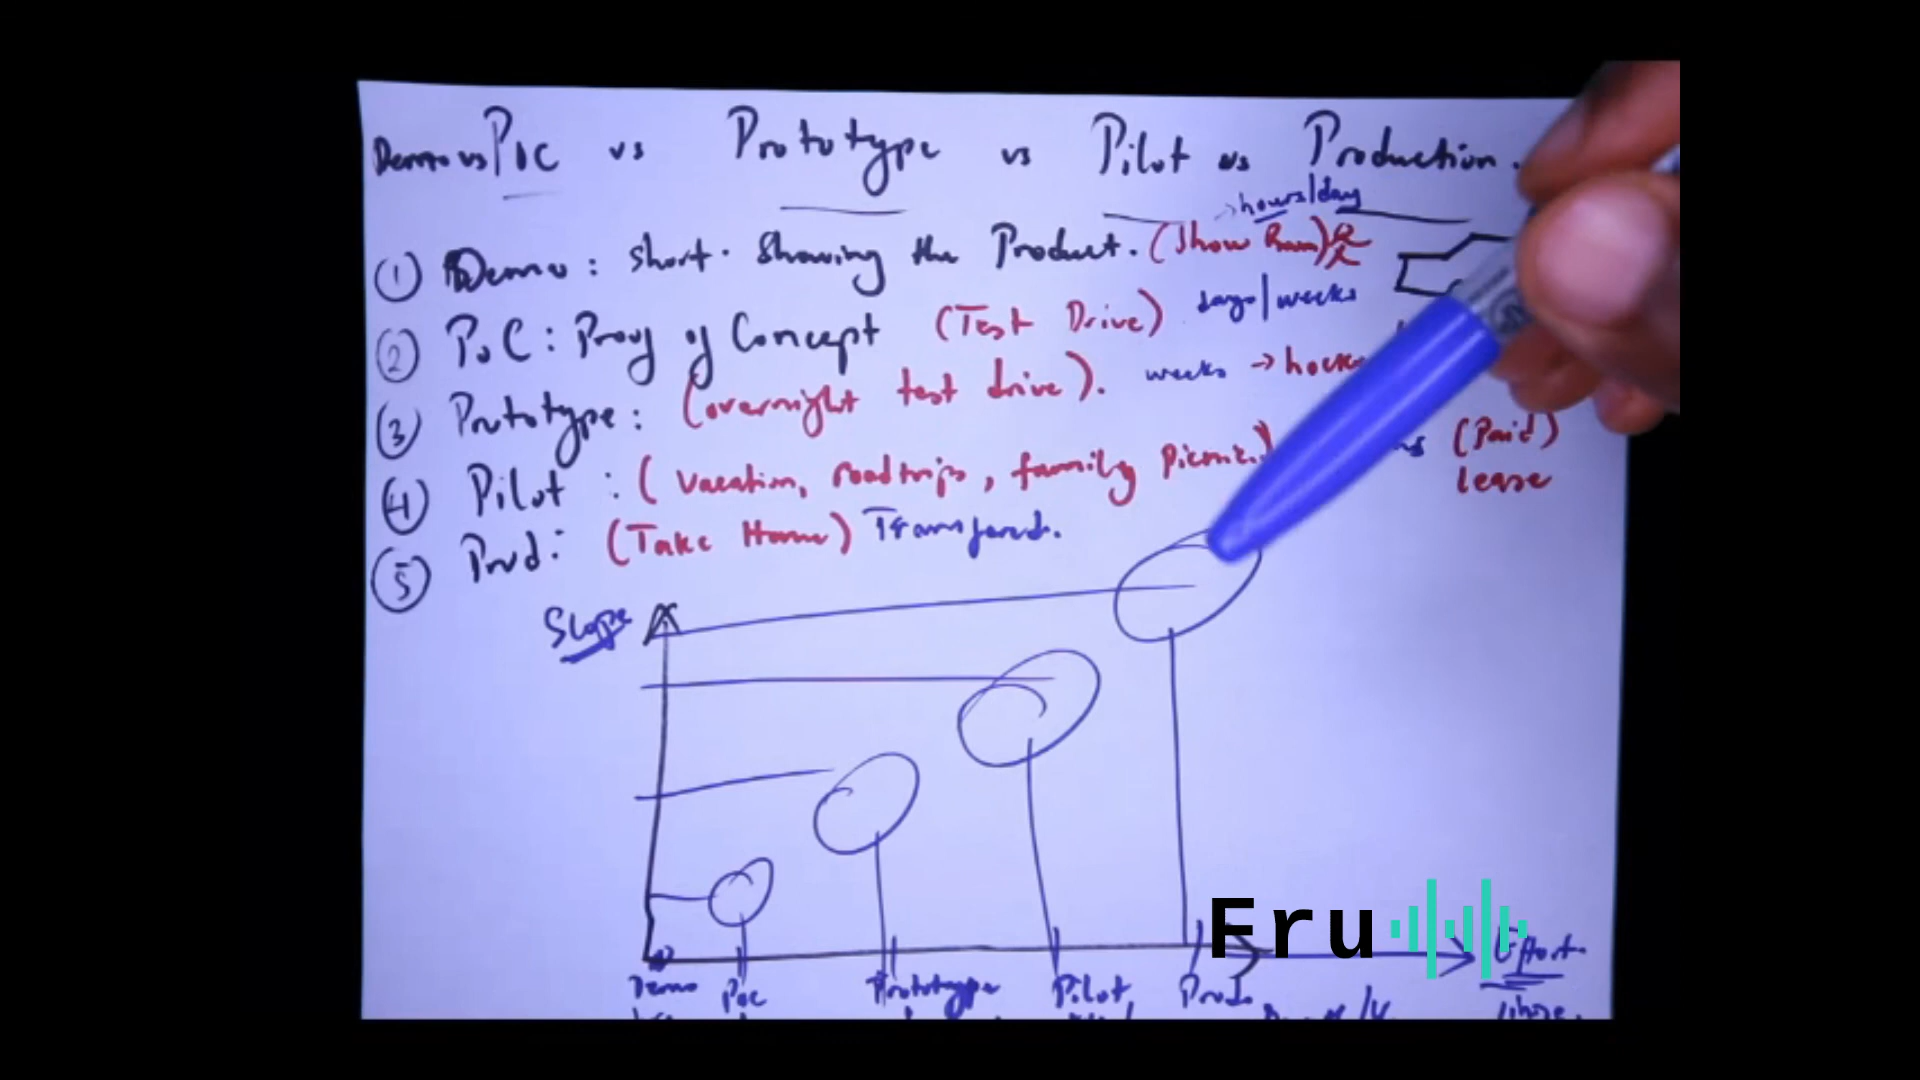 Demo vs PoC vs Prototype vs Pilot vs Production.
→hours/day
① Demo: short. Showing the Product. (Show Room)
② PoC: Proof of Concept (Test Drive) days/weeks
③ Prototype: (overnight test drive). weeks →
④ Pilot : ( vacation, roadtrips, family picnic.) (Paid)
lease
⑤ Prod: (Take Home) Transferred.
Slope
Fru
Effort.
Demo PoC Prototype Pilot Prod.
Phase.